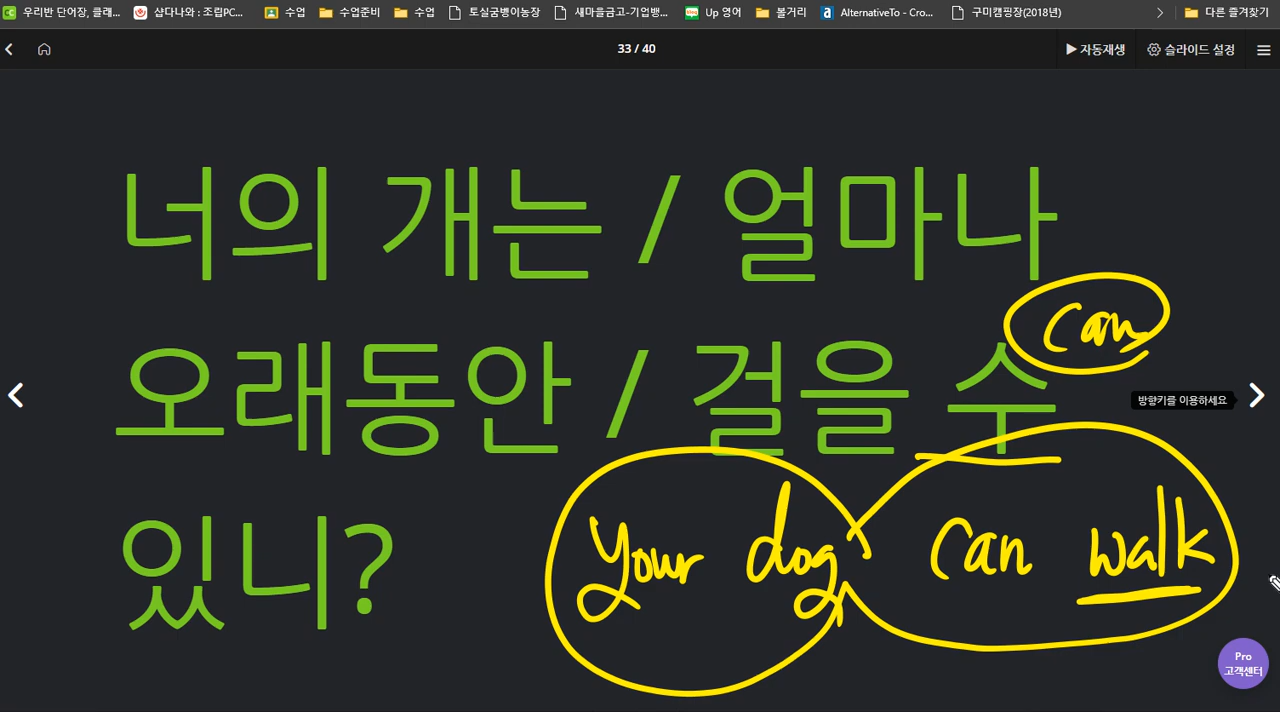 우리반 단어장, 클래... 샵다나와 : 조립PC... 수업 수업준비 수업 토실굼벵이농장 새마을금고-기업뱅... Up 영어 볼거리 AlternativeTo - Cro... 구미캠핑장(2018년) 다른 즐겨찾기
33 / 40 자동재생 슬라이드 설정
너의 개는 / 얼마나
can
오래동안 / 걸을 수
방향키를 이용하세요
있니?
Your dog can walk
Pro
고객센터